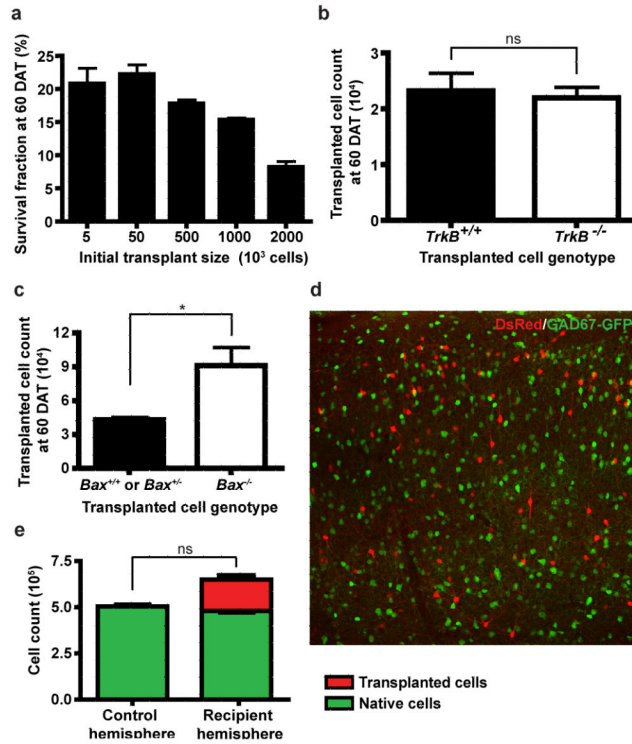 a
Survival fraction at 60 DAT (%)
25
20
15
10
5
0
5 50 500 1000 2000
Initial transplant size (10³ cells)
b
ns
Transplanted cell count
at 60 DAT (10⁴)
3
2
1
0
TrkB⁺/⁺ TrkB⁻/⁻
Transplanted cell genotype
c
*
Transplanted cell count
at 60 DAT (10⁴)
12
9
6
3
0
Bax⁺/⁺ or Bax⁺/⁻ Bax⁻/⁻
Transplanted cell genotype
d
DsRed/GAD67-GFP
e
ns
Cell count (10⁵)
7.5
5.0
2.5
0.0
Control
hemisphere
Recipient
hemisphere
Transplanted cells
Native cells